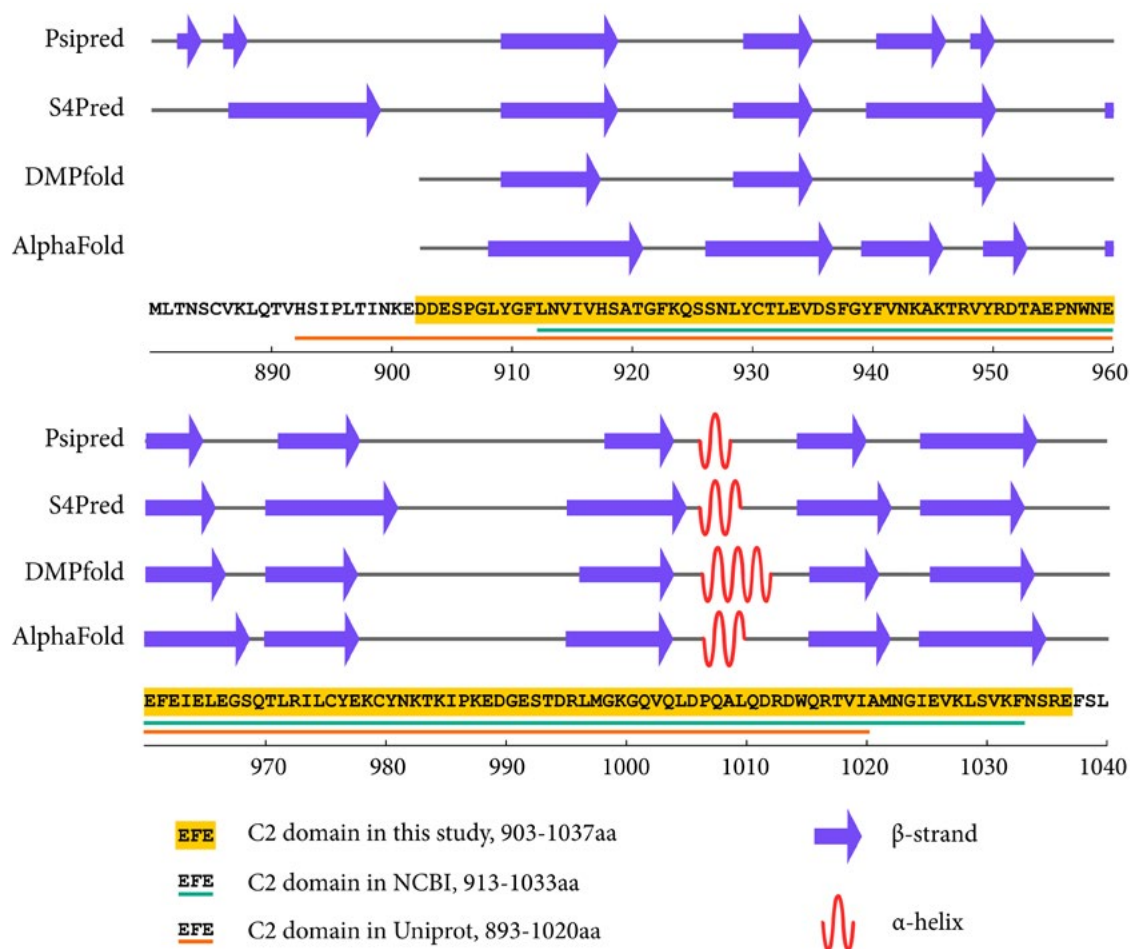 Psipred
S4Pred
DMPfold
AlphaFold
MLTNSCVKLQTVHSIPLTINKEDDESPGLYGFLNVIVHSATGFKQSSNLYCTLEVDSFGYFVNKAKTRVYRDTAEPNWNE
890 900 910 920 930 940 950 960
Psipred
S4Pred
DMPfold
AlphaFold
EFEIELEGSQTLRILCYEKCYNKTKIPKEDGESTDRLMGKGQVQLDPQALQDRDWQRTVIAMNGIEVKLSVKFNSREFSL
970 980 990 1000 1010 1020 1030 1040
EFE C2 domain in this study, 903-1037aa β-strand
EFE C2 domain in NCBI, 913-1033aa
EFE C2 domain in Uniprot, 893-1020aa α-helix